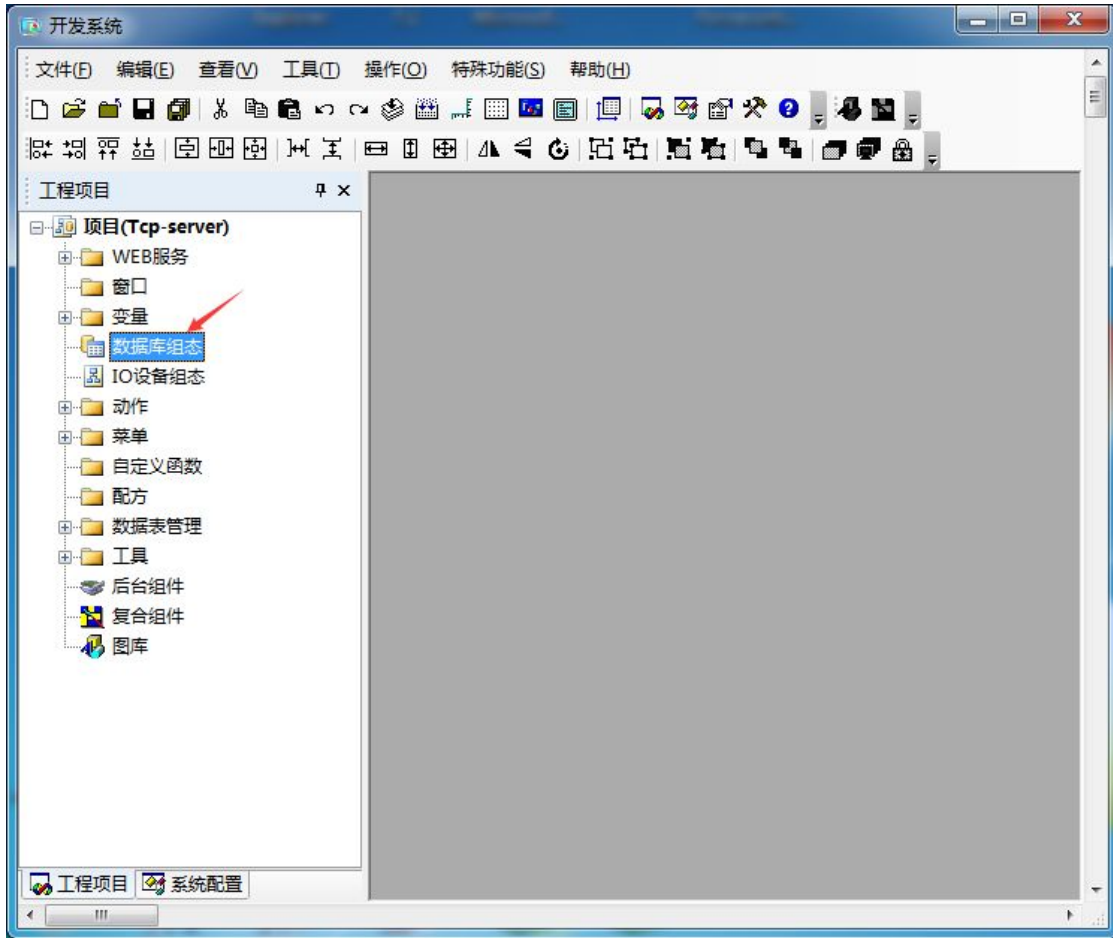 开发系统
文件(F) 编辑(E) 查看(V) 工具(T) 操作(O) 特殊功能(S) 帮助(H)
工程项目
项目(Tcp-server)
WEB服务
窗口
变量
数据库组态
IO设备组态
动作
菜单
自定义函数
配方
数据表管理
工具
后台组件
复合组件
图库
工程项目 系统配置